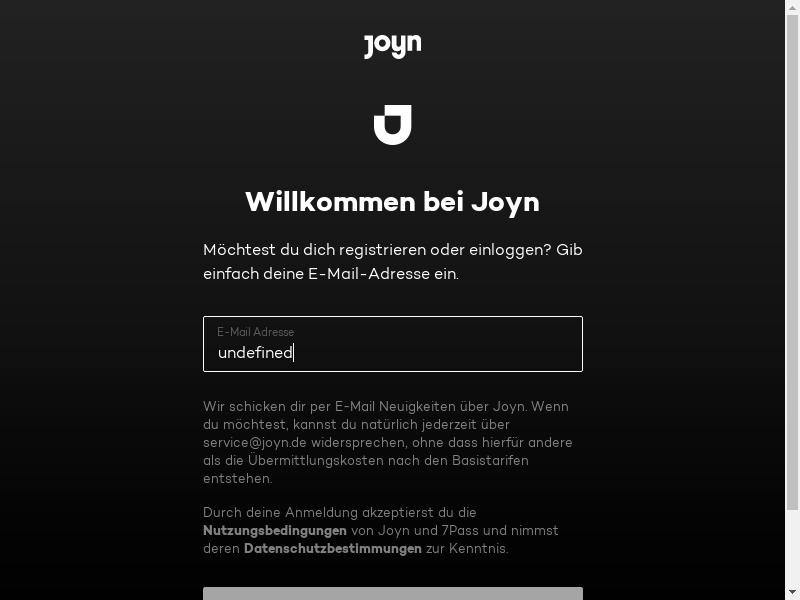 joyn
Willkommen bei Joyn
Möchtest du dich registrieren oder einloggen? Gib
einfach deine E-Mail-Adresse ein.
E-Mail Adresse
undefined
Wir schicken dir per E-Mail Neuigkeiten über Joyn. Wenn
du möchtest, kannst du natürlich jederzeit über
service@joyn.de widersprechen, ohne dass hierfür andere
als die Übermittlungskosten nach den Basistarifen
entstehen.
Durch deine Anmeldung akzeptierst du die
Nutzungsbedingungen von Joyn und 7Pass und nimmst
deren Datenschutzbestimmungen zur Kenntnis.